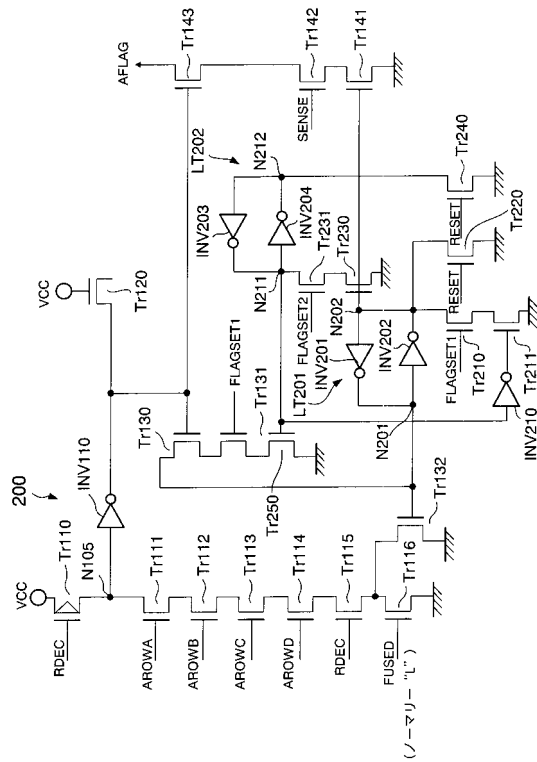 200
VCC
RDEC
Tr110
N105
INV110
VCC
Tr120
AROWA
Tr111
AROWB
Tr112
AROWC
Tr113
AROWD
Tr114
RDEC
Tr115
FUSED
Tr116
(ノーマリー "L" )
Tr132
Tr130
FLAGSET1
Tr131
Tr250
N201
LT201
INV201
INV202
N202
FLAGSET2
Tr231
Tr230
N211
INV203
INV204
LT202
N212
FLAGSET1
Tr210
Tr211
INV210
RESET
Tr220
RESET
Tr240
AFLAG
Tr143
SENSE
Tr142
Tr141